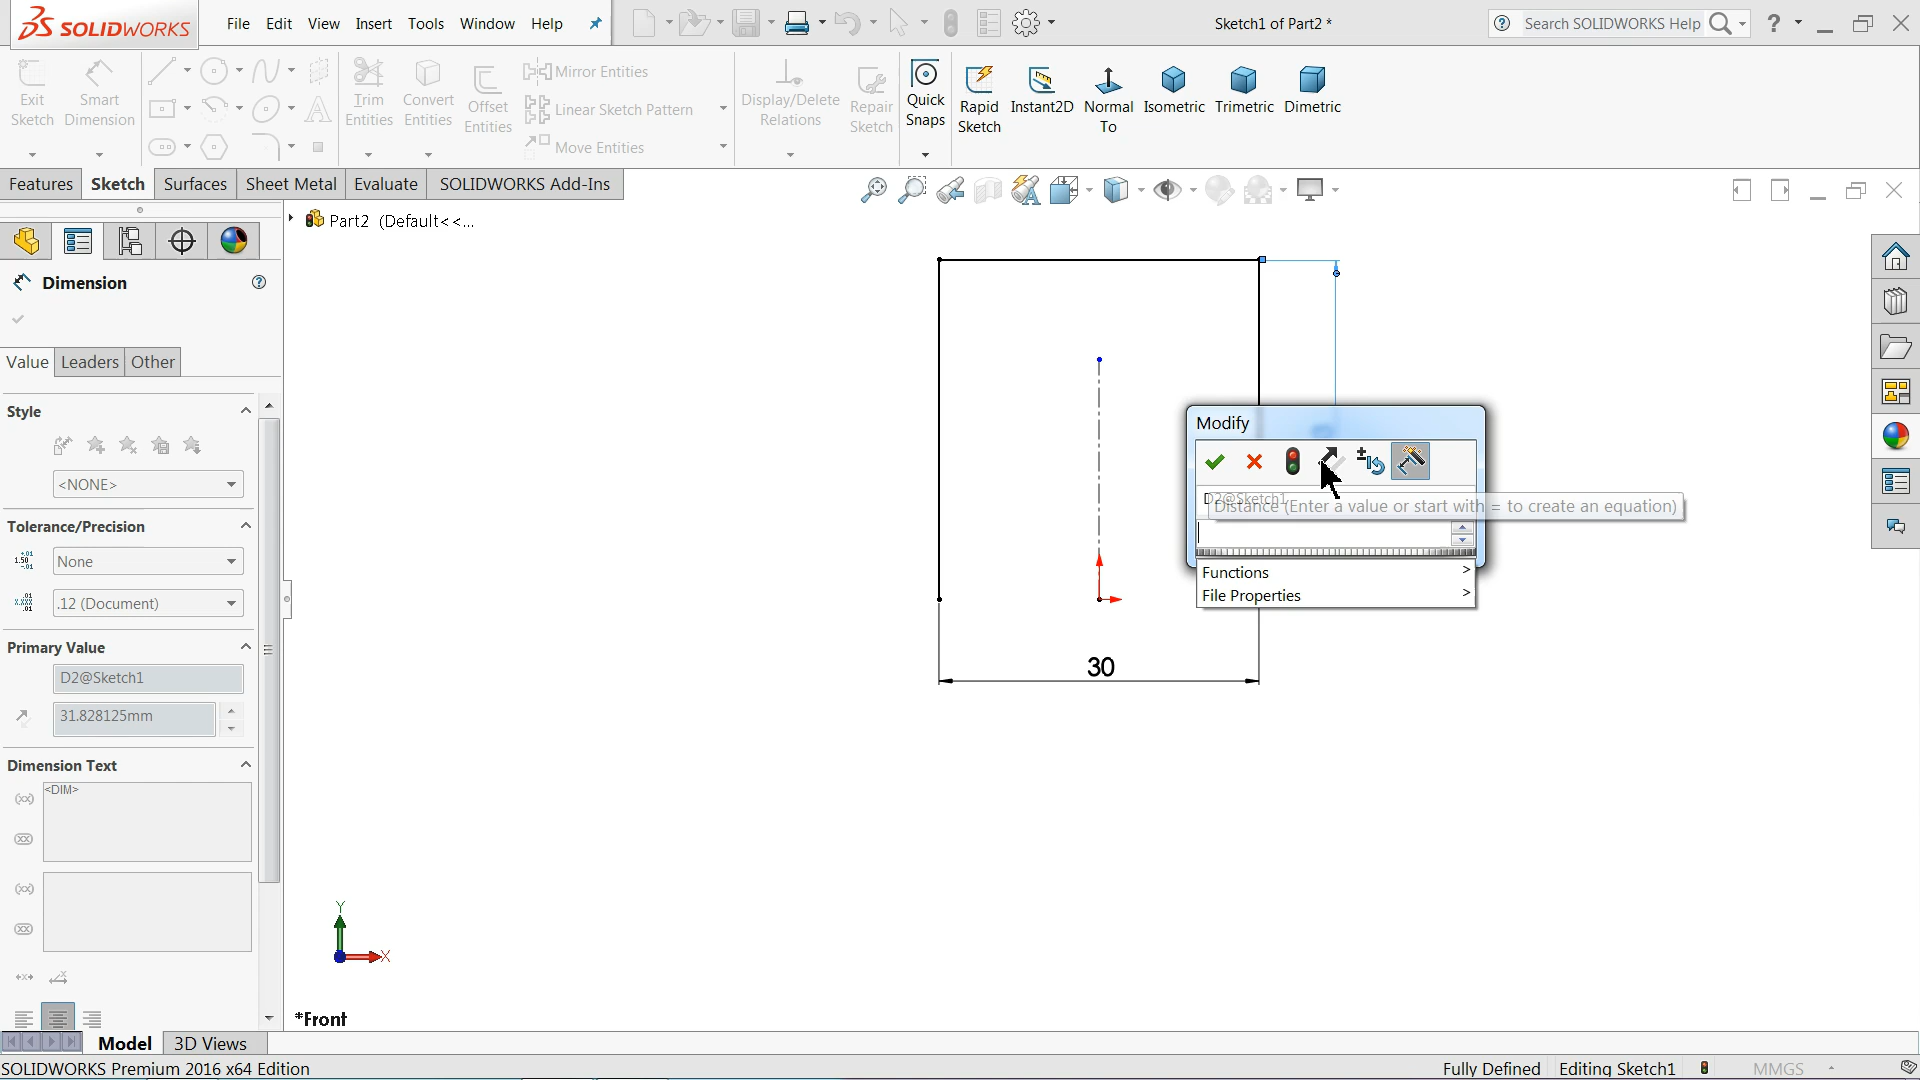 SOLIDWORKS File Edit View Insert Tools Window Help Sketch1 of Part2 * Search SOLIDWORKS Help ?
Exit Sketch
Smart Dimension
Trim Entities
Convert Entities
Offset Entities
Mirror Entities
Linear Sketch Pattern
Move Entities
Display/Delete Relations
Repair Sketch
Quick Snaps
Rapid Sketch
Instant2D
Normal To
Isometric
Trimetric
Dimetric
Features Sketch Surfaces Sheet Metal Evaluate SOLIDWORKS Add-Ins
Part2 (Default<<...
Dimension
Value Leaders Other
Style
<NONE>
Tolerance/Precision
None
.12 (Document)
Primary Value
D2@Sketch1
31.828125mm
Dimension Text
<DIM>
Modify
D2@Sketch1
Distance (Enter a value or start with = to create an equation)
Functions >
File Properties >
30
Y
X
*Front
Model 3D Views
SOLIDWORKS Premium 2016 x64 Edition Fully Defined Editing Sketch1 MMGS